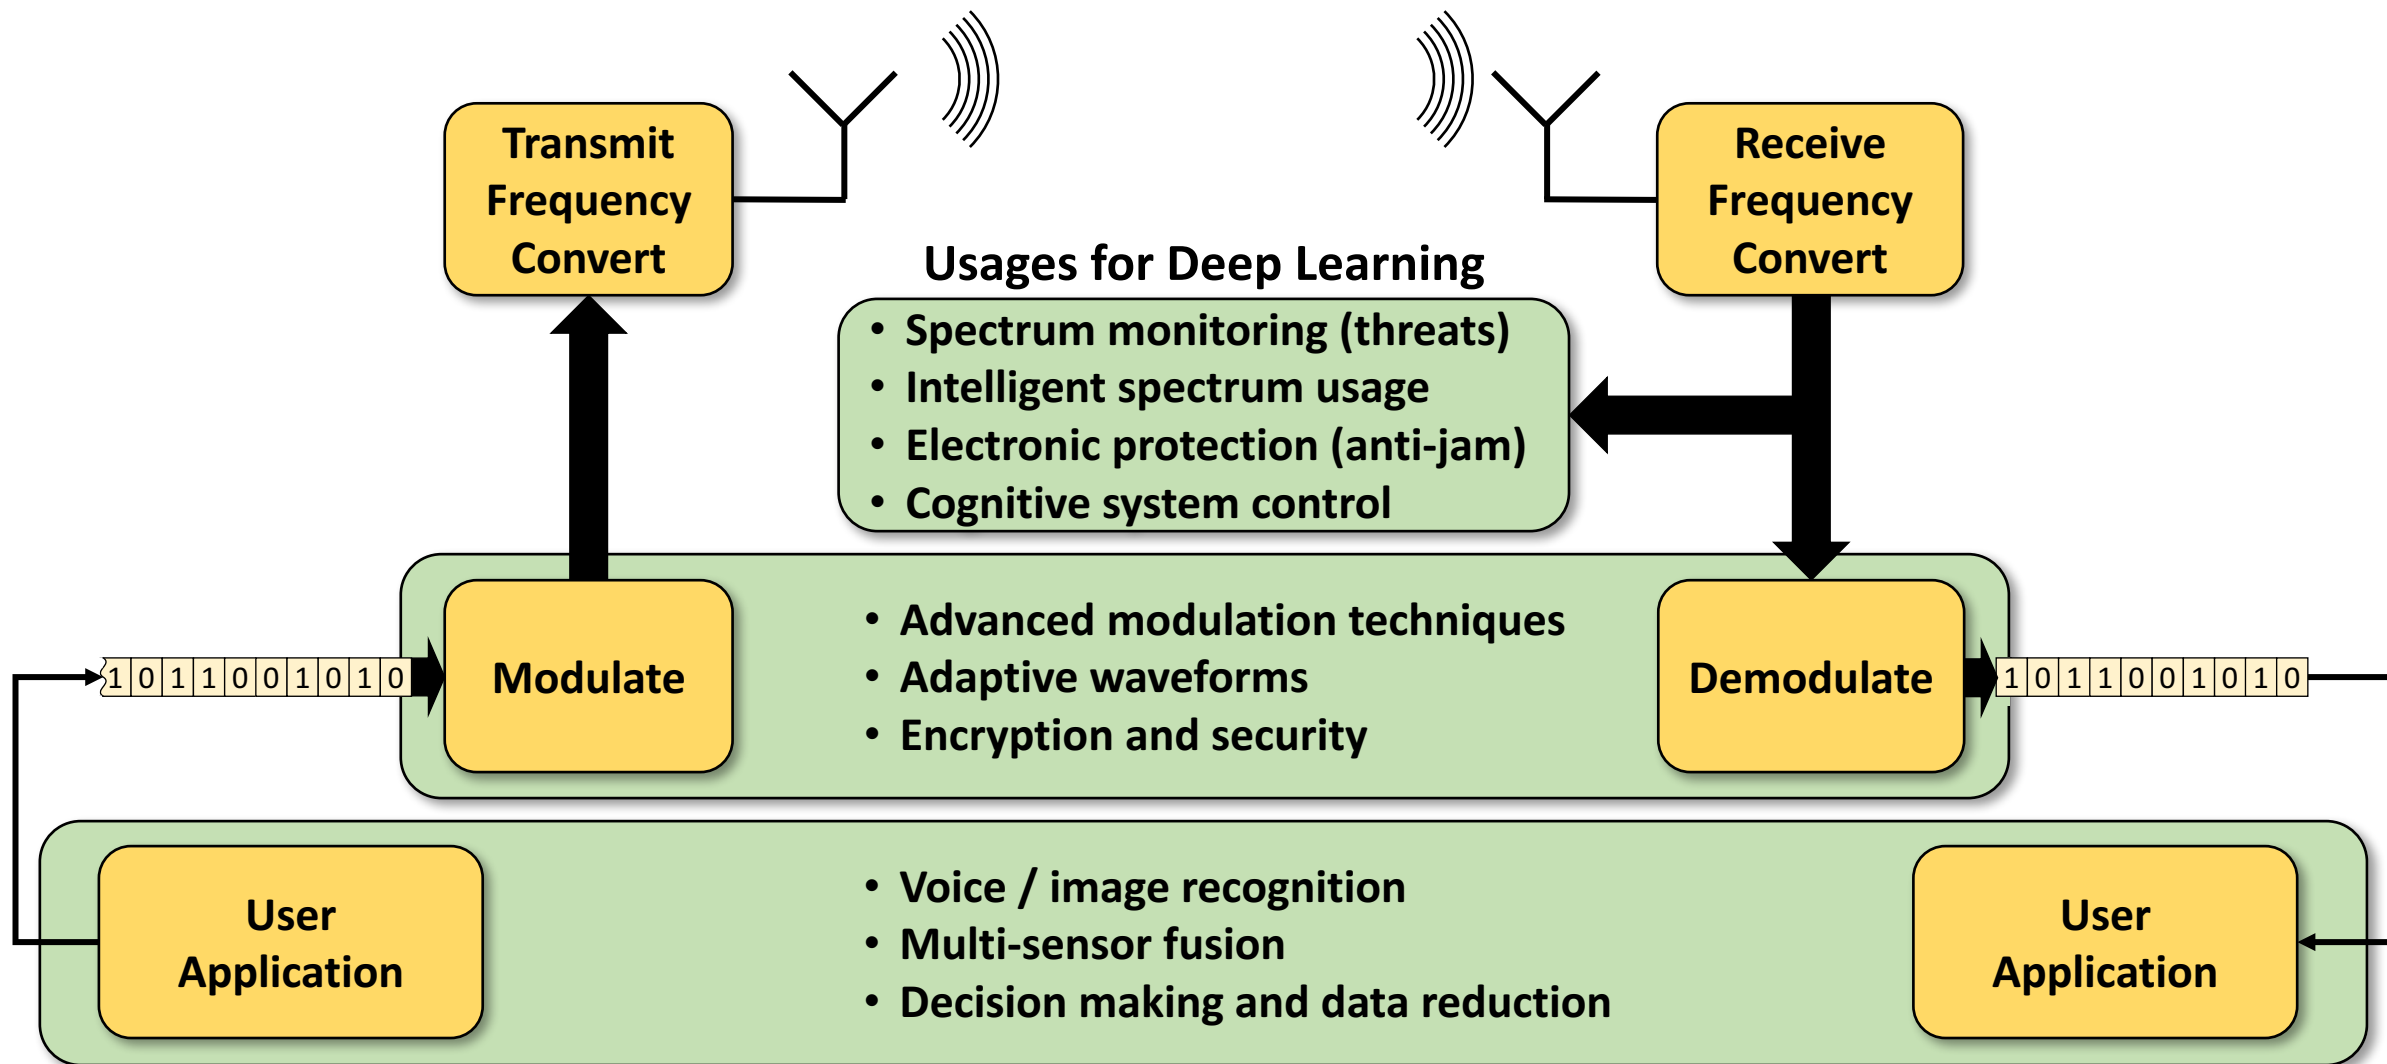 Transmit
Frequency
Convert
Receive
Frequency
Convert
Usages for Deep Learning
• Spectrum monitoring (threats)
• Intelligent spectrum usage
• Electronic protection (anti-jam)
• Cognitive system control
1 0 1 1 0 0 1 0 1 0
Modulate
• Advanced modulation techniques
• Adaptive waveforms
• Encryption and security
Demodulate
1 0 1 1 0 0 1 0 1 0
User
Application
• Voice / image recognition
• Multi-sensor fusion
• Decision making and data reduction
User
Application